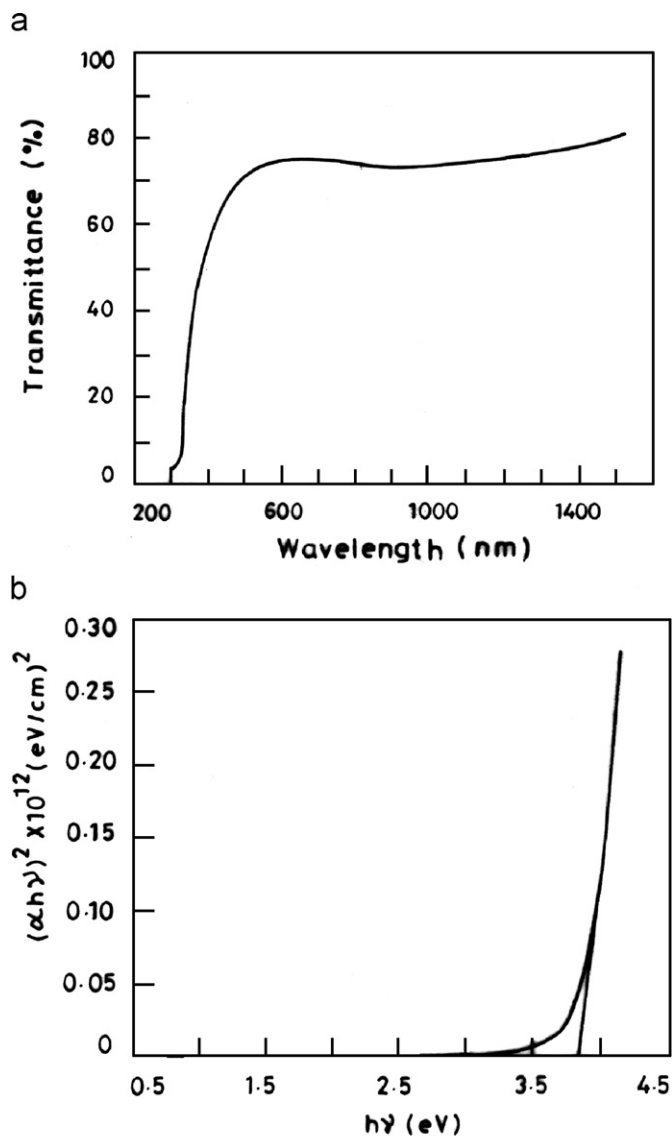 a
100
80
60
40
20
0
Transmittance (%)
200 600 1000 1400
Wavelength (nm)
b
0.30
0.25
0.20
0.15
0.10
0.05
0
(αhγ)² X10¹² (eV/cm)²
0.5 1.5 2.5 3.5 4.5
hγ (eV)